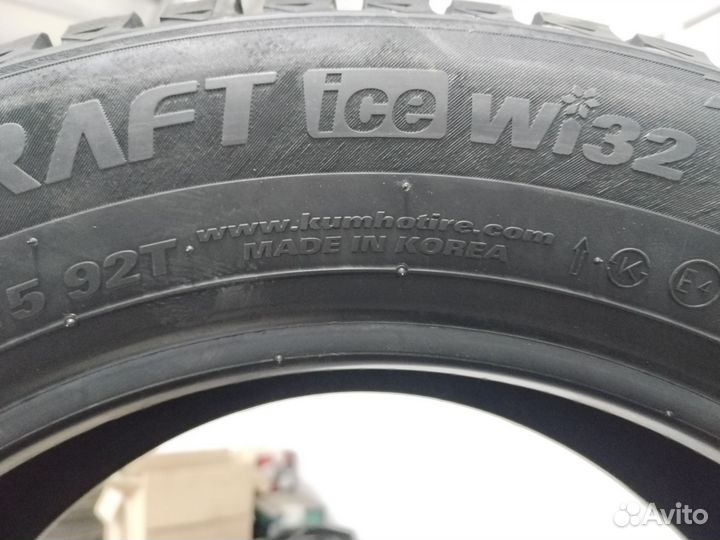 RAFT ice Wi32
www.kumhotire.com
5 92T MADE IN KOREA K E4
Avito